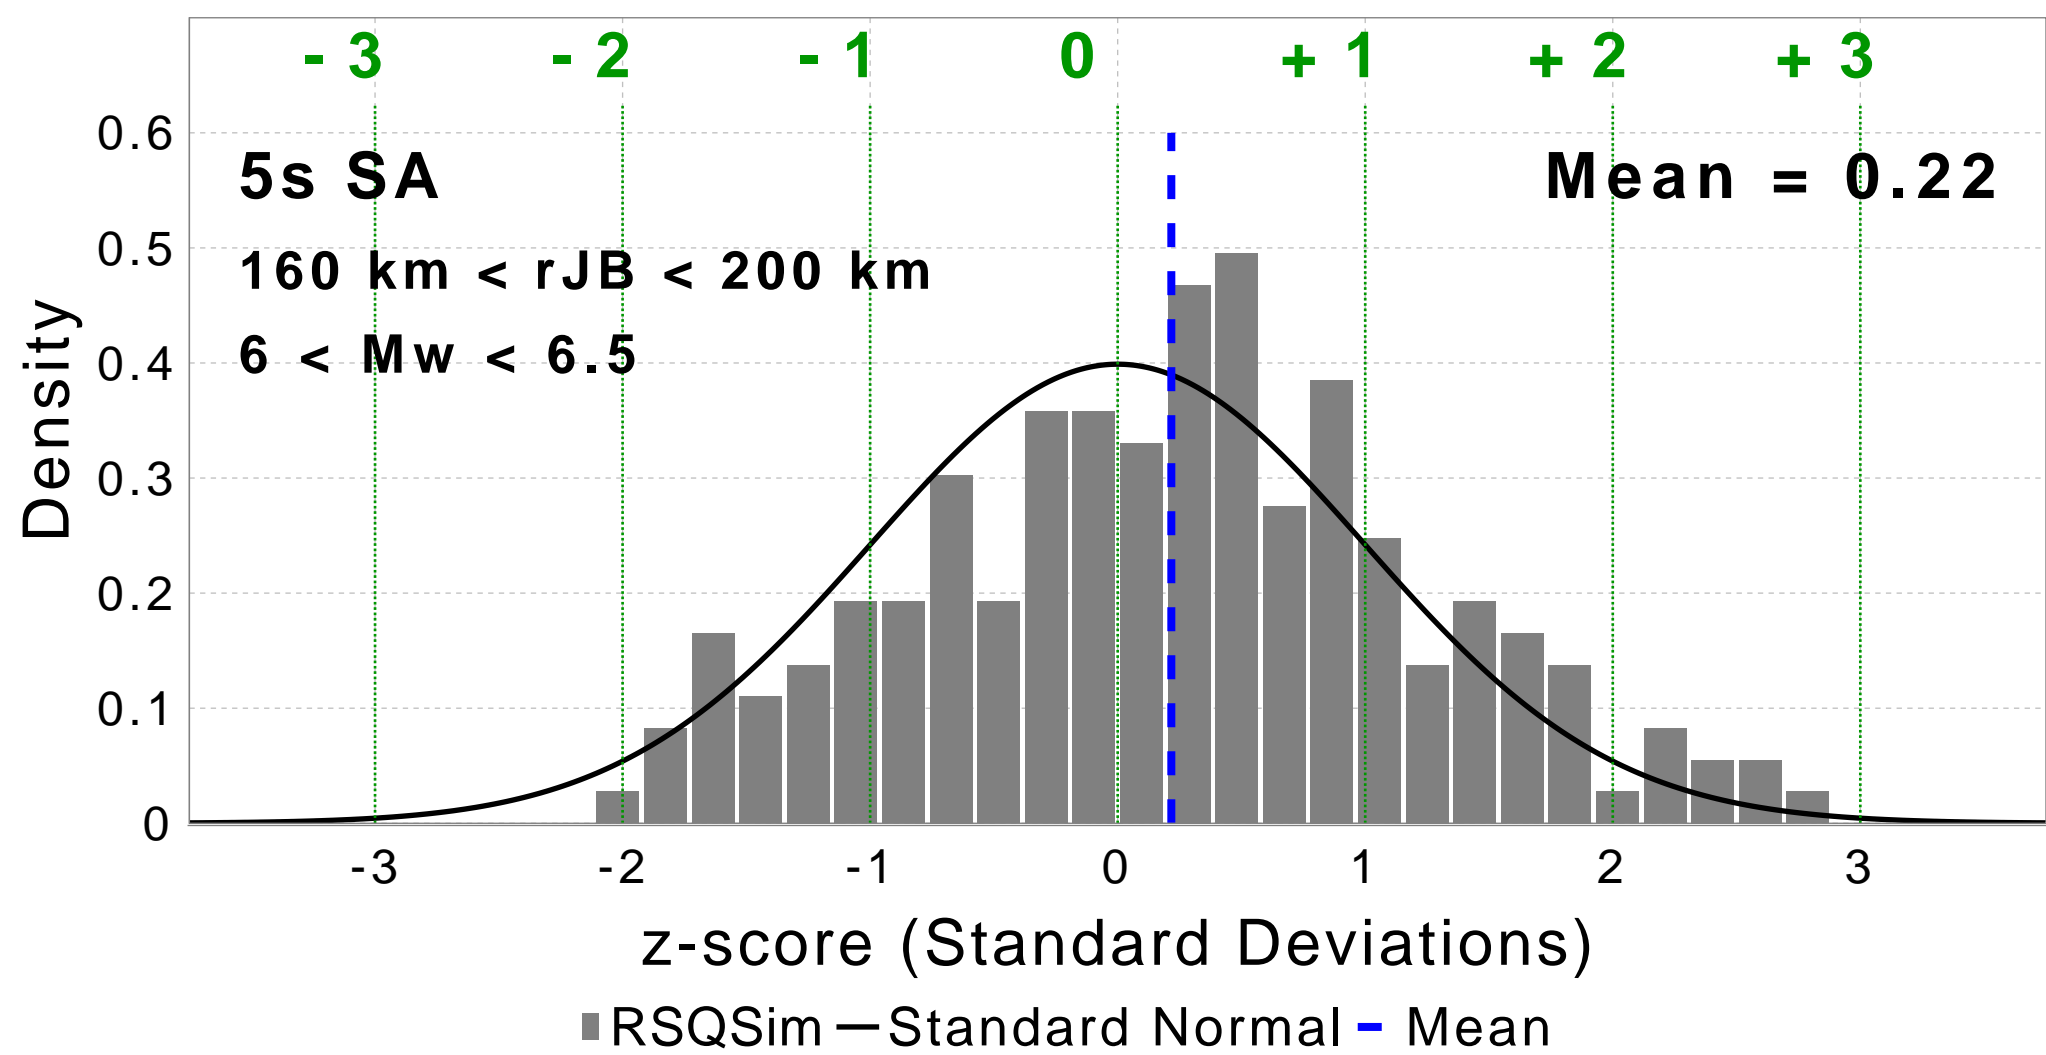 - 3 - 2 - 1 0 + 1 + 2 + 3
0.6
5s SA
Mean = 0.22
0.5
160 km < rJB < 200 km
6 < Mw < 6.5
0.4
0.3
0.2
0.1
0
Density
-3 -2 -1 0 1 2 3
z-score (Standard Deviations)
RSQSim Standard Normal Mean